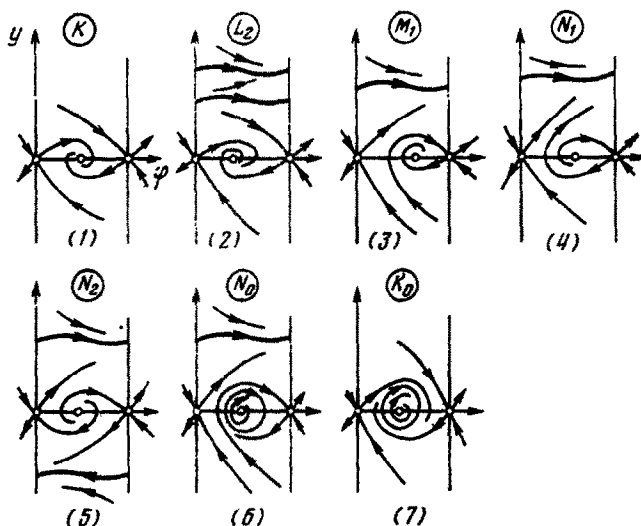 y K L₂ M₁ N₁
φ
(1) (2) (3) (4)
N₂ N₀ K₀
(5) (6) (7)